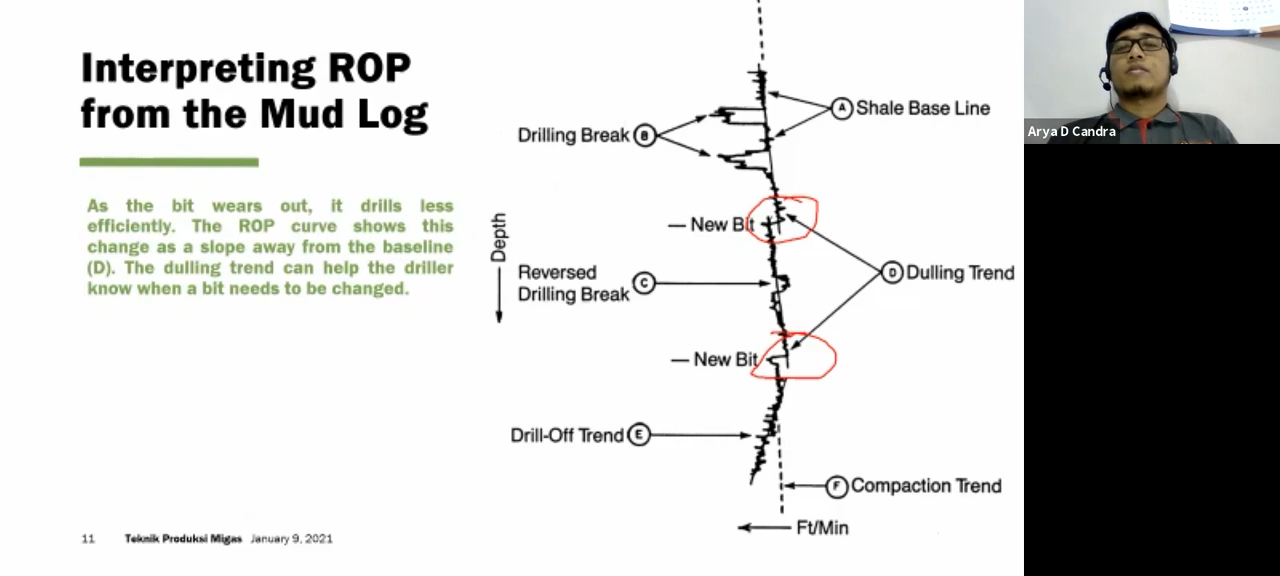 Interpreting ROP
from the Mud Log
As the bit wears out, it drills less
efficiently. The ROP curve shows this
change as a slope away from the baseline
(D). The dulling trend can help the driller
know when a bit needs to be changed.
A Shale Base Line
Drilling Break B
— New Bit
Depth
Reversed
Drilling Break C
D Dulling Trend
— New Bit
Drill-Off Trend E
F Compaction Trend
Ft/Min
11 Teknik Produksi Migas January 9, 2021
Arya D Candra